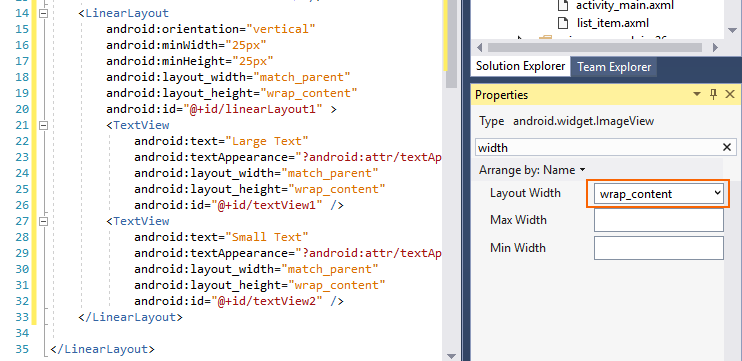 14 <LinearLayout
15 android:orientation="vertical"
16 android:minWidth="25px"
17 android:minHeight="25px"
18 android:layout_width="match_parent"
19 android:layout_height="wrap_content"
20 android:id="@+id/linearLayout1" >
21 <TextView
22 android:text="Large Text"
23 android:textAppearance="?android:attr/textAp
24 android:layout_width="match_parent"
25 android:layout_height="wrap_content"
26 android:id="@+id/textView1" />
27 <TextView
28 android:text="Small Text"
29 android:textAppearance="?android:attr/textAp
30 android:layout_width="match_parent"
31 android:layout_height="wrap_content"
32 android:id="@+id/textView2" />
33 </LinearLayout>
34
35 </LinearLayout>
activity_main.axml
list_item.axml
Solution Explorer Team Explorer
Properties
Type android.widget.ImageView
width
Arrange by: Name
Layout Width wrap_content
Max Width
Min Width